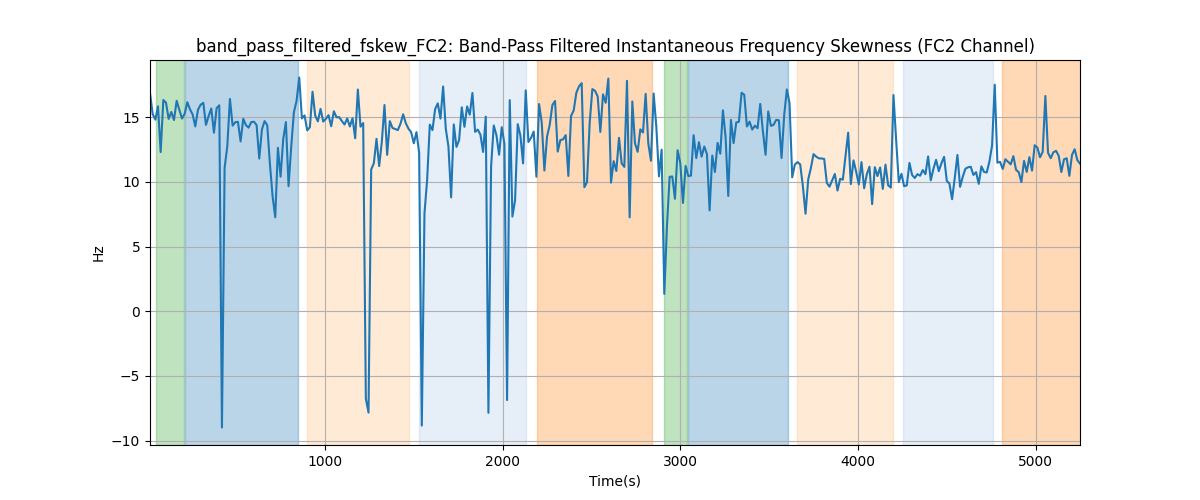 band_pass_filtered_fskew_FC2: Band-Pass Filtered Instantaneous Frequency Skewness (FC2 Channel)
15
10
5
0
−5
−10
Hz
1000 2000 3000 4000 5000
Time(s)